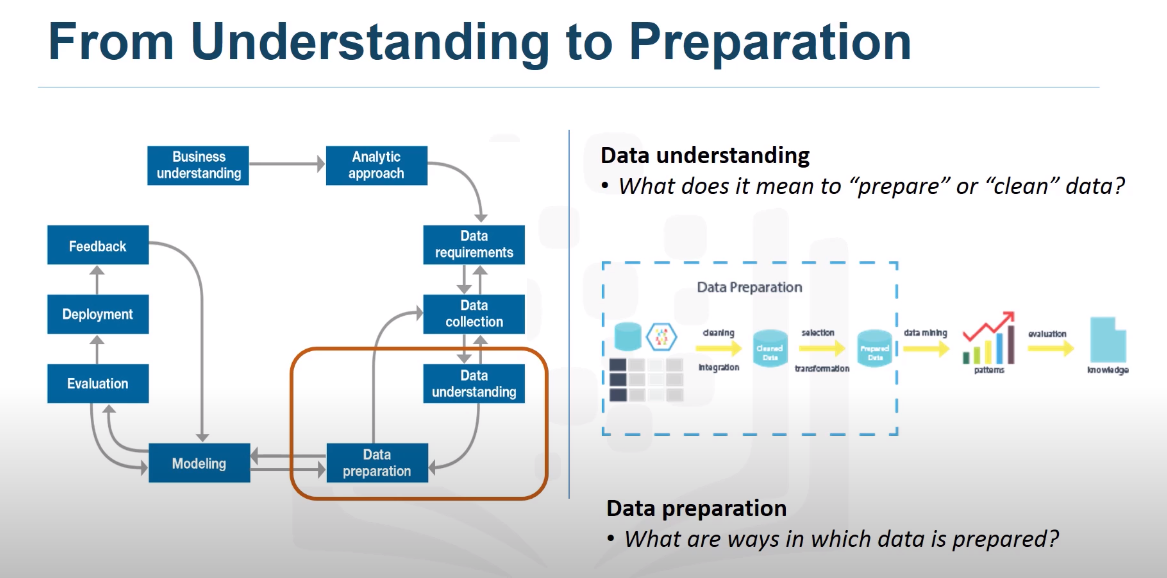 From Understanding to Preparation
Business
understanding
Analytic
approach
Feedback
Data
requirements
Deployment
Data
collection
Evaluation
Data
understanding
Modeling
Data
preparation
Data understanding
• What does it mean to “prepare” or “clean” data?
Data Preparation
cleaning
integration
Cleaned
Data
selection
transformation
Prepared
Data
data mining
patterns
evaluation
knowledge
Data preparation
• What are ways in which data is prepared?